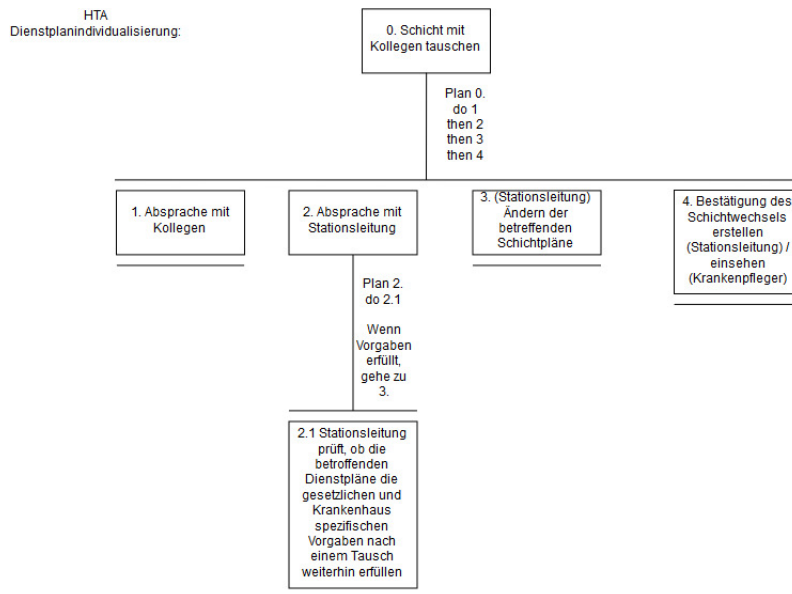 HTA
Dienstplanindividualisierung:
0. Schicht mit
Kollegen tauschen
Plan 0.
do 1
then 2
then 3
then 4
1. Absprache mit
Kollegen
2. Absprache mit
Stationsleitung
3. (Stationsleitung)
Ändern der
betreffenden
Schichtpläne
4. Bestätigung des
Schichtwechsels
erstellen
(Stationsleitung) /
einsehen
(Krankenpfleger)
Plan 2.
do 2.1
Wenn
Vorgaben
erfüllt,
gehe zu
3.
2.1 Stationsleitung
prüft, ob die
betroffenden
Dienstpläne die
gesetzlichen und
Krankenhaus
spezifischen
Vorgaben nach
einem Tausch
weiterhin erfüllen